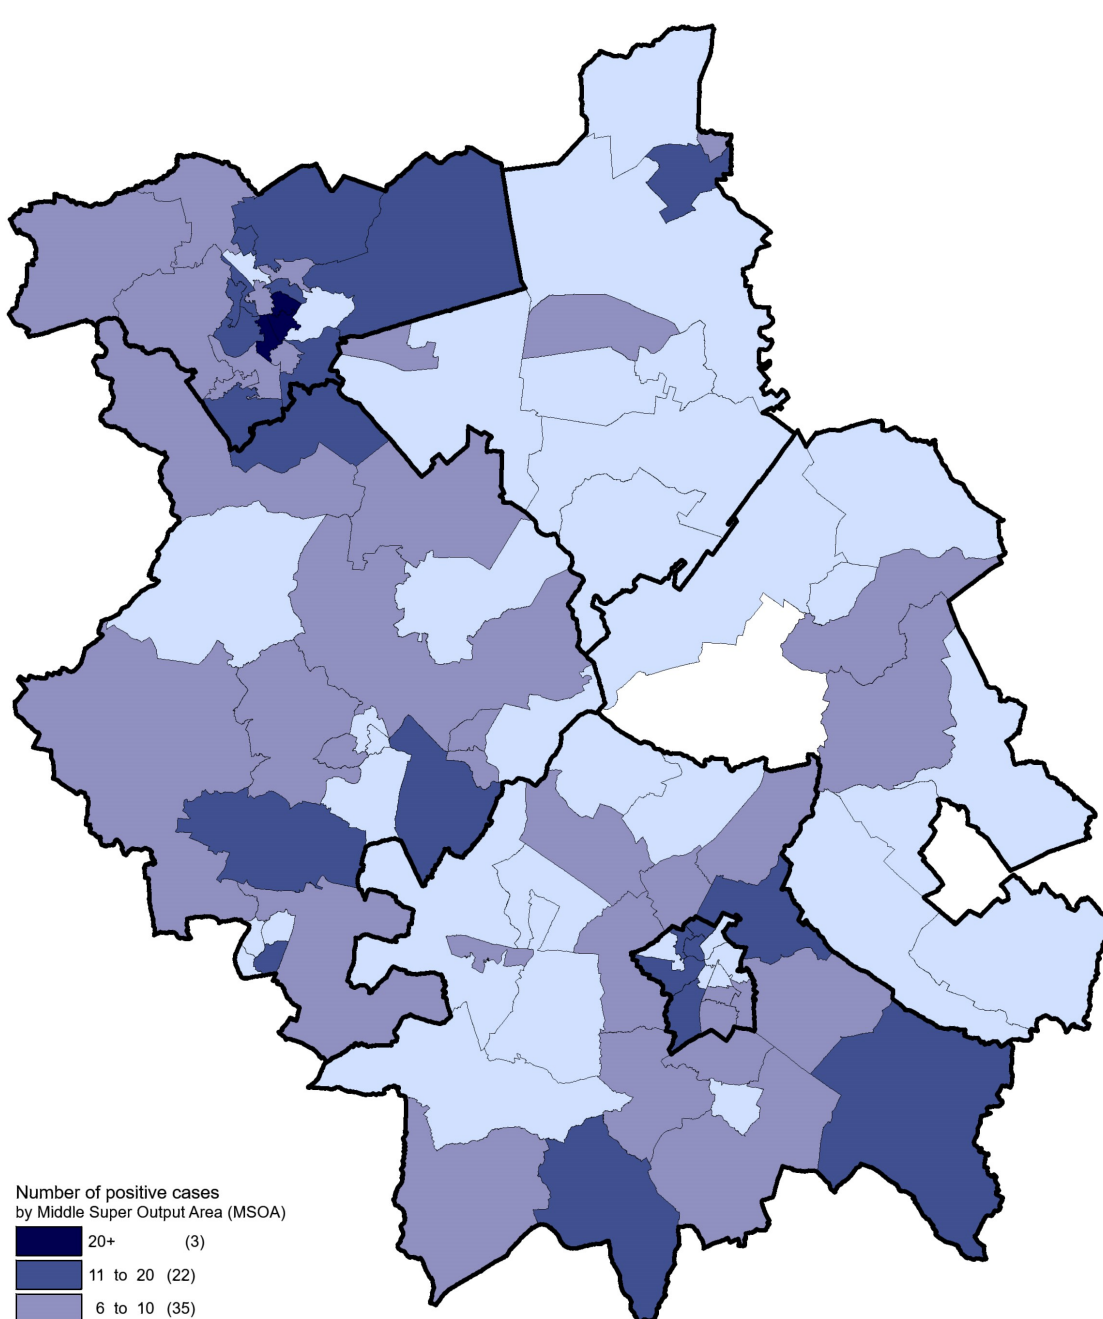 Number of positive cases
by Middle Super Output Area (MSOA)
20+ (3)
11 to 20 (22)
6 to 10 (35)